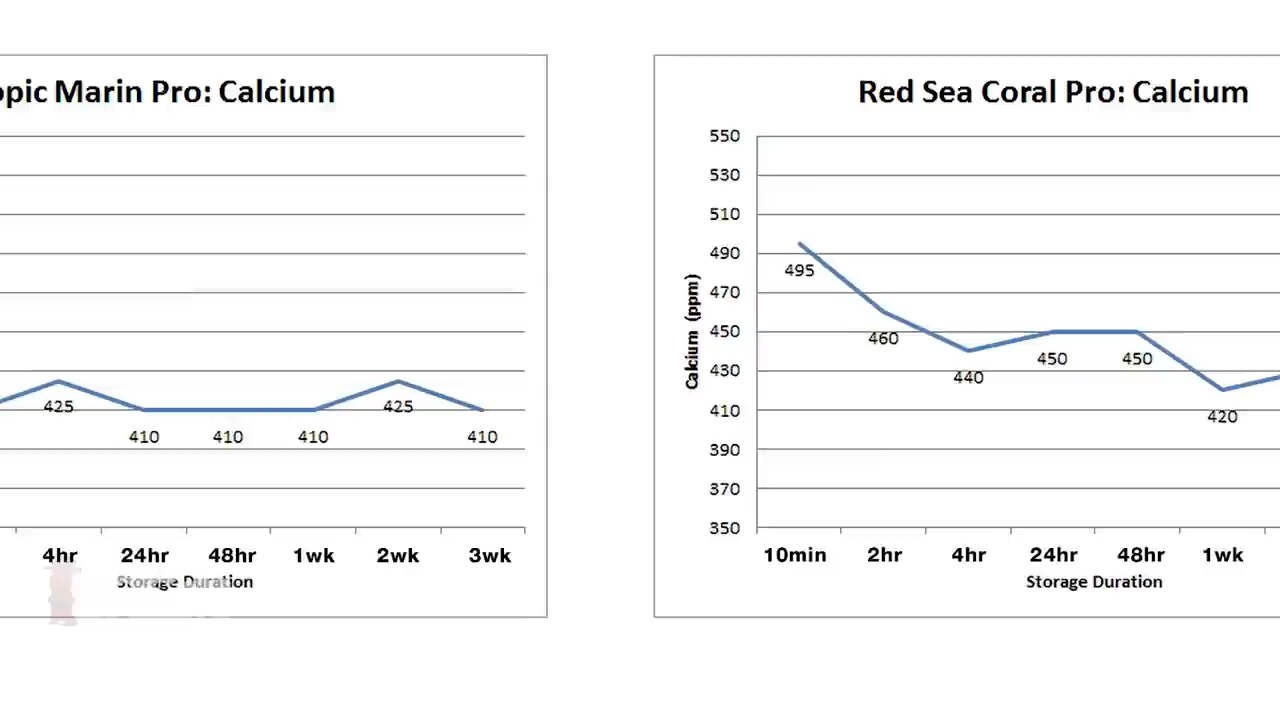 opic Marin Pro: Calcium
425
425
410
410
410
410
4hr
24hr
48hr
1wk
2wk
3wk
Storage Duration
Red Sea Coral Pro: Calcium
550
530
510
490
470
450
430
410
390
370
350
Calcium (ppm)
495
460
440
450
450
420
10min
2hr
4hr
24hr
48hr
1wk
Storage Duration